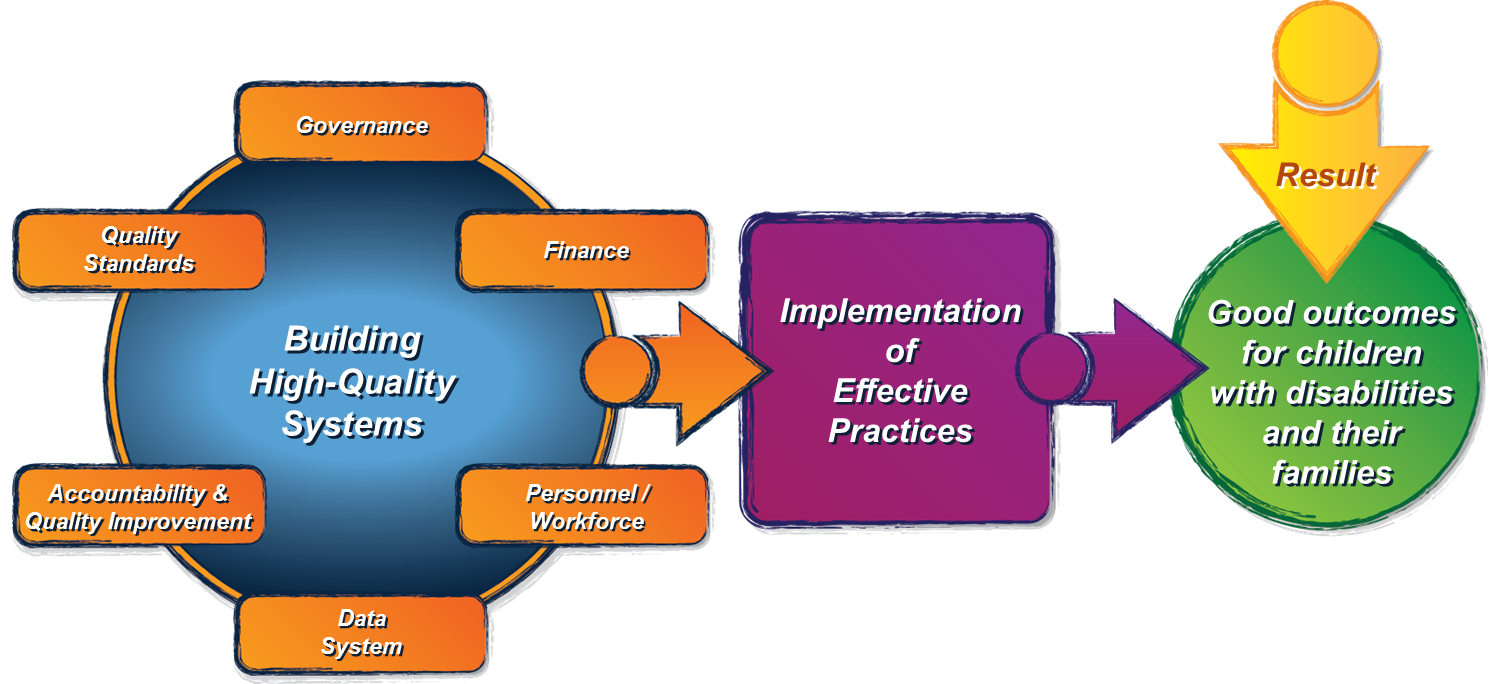 Governance
Quality
Standards
Finance
Building
High-Quality
Systems
Accountability &
Quality Improvement
Personnel /
Workforce
Data
System
Implementation
of
Effective
Practices
Result
Good outcomes
for children
with disabilities
and their
families